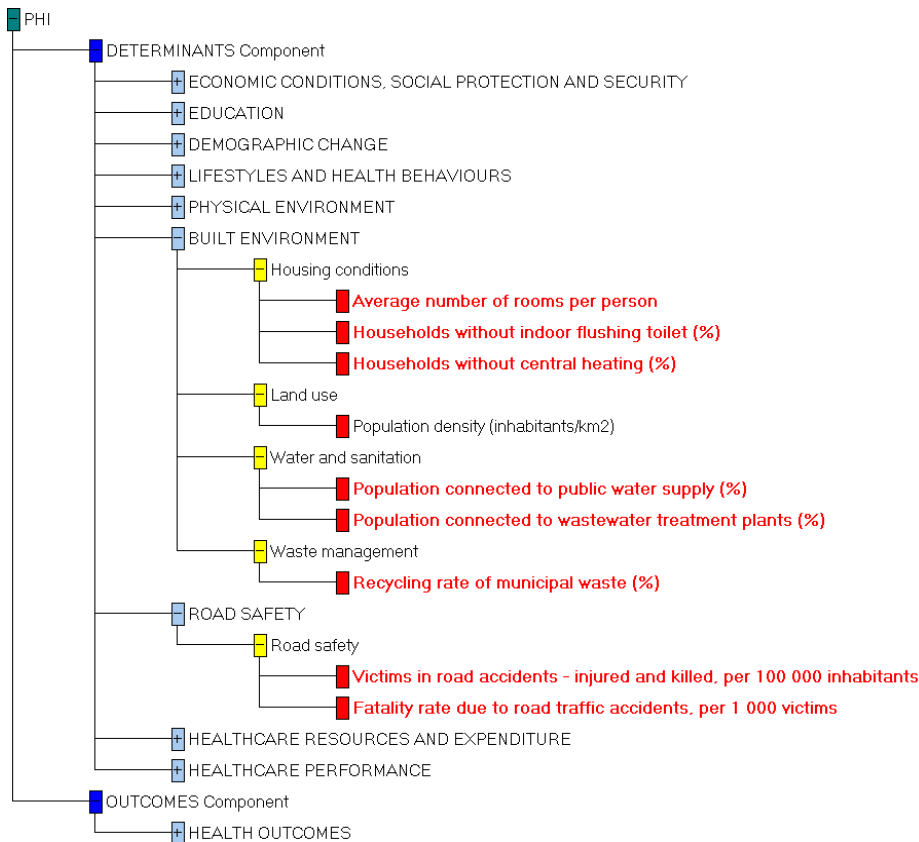 PHI
DETERMINANTS Component
ECONOMIC CONDITIONS, SOCIAL PROTECTION AND SECURITY
EDUCATION
DEMOGRAPHIC CHANGE
LIFESTYLES AND HEALTH BEHAVIOURS
PHYSICAL ENVIRONMENT
BUILT ENVIRONMENT
Housing conditions
Average number of rooms per person
Households without indoor flushing toilet (%)
Households without central heating (%)
Land use
Population density (inhabitants/km2)
Water and sanitation
Population connected to public water supply (%)
Population connected to wastewater treatment plants (%)
Waste management
Recycling rate of municipal waste (%)
ROAD SAFETY
Road safety
Victims in road accidents - injured and killed, per 100 000 inhabitants
Fatality rate due to road traffic accidents, per 1 000 victims
HEALTHCARE RESOURCES AND EXPENDITURE
HEALTHCARE PERFORMANCE
OUTCOMES Component
HEALTH OUTCOMES